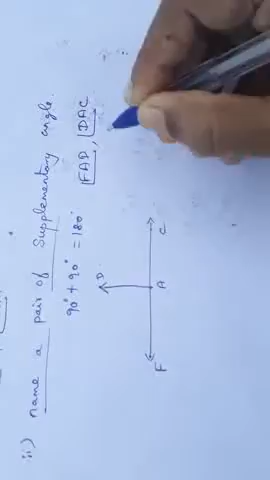 ii) Name a pair of Supplementary angle.
90° + 90° = 180°
FAD, DAC
D
F A C